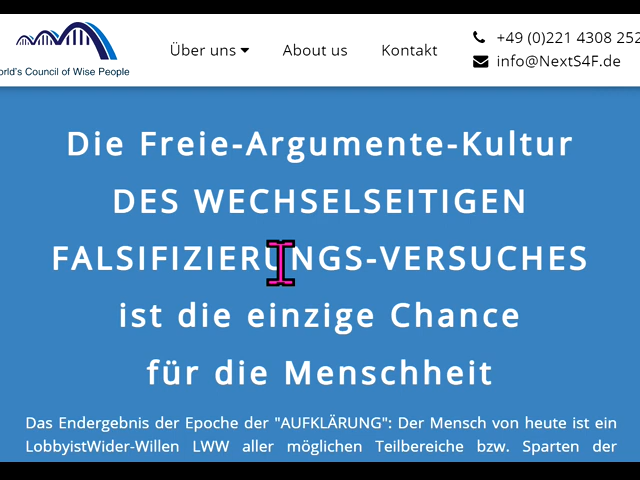 Über uns About us Kontakt
+49 (0)221 4308 252
info@NextS4F.de
orld's Council of Wise People
Die Freie-Argumente-Kultur
DES WECHSELSEITIGEN
FALSIFIZIERUNGS-VERSUCHES
ist die einzige Chance
für die Menschheit
Das Endergebnis der Epoche der "AUFKLÄRUNG": Der Mensch von heute ist ein
LobbyistWider-Willen LWW aller möglichen Teilbereiche bzw. Sparten der